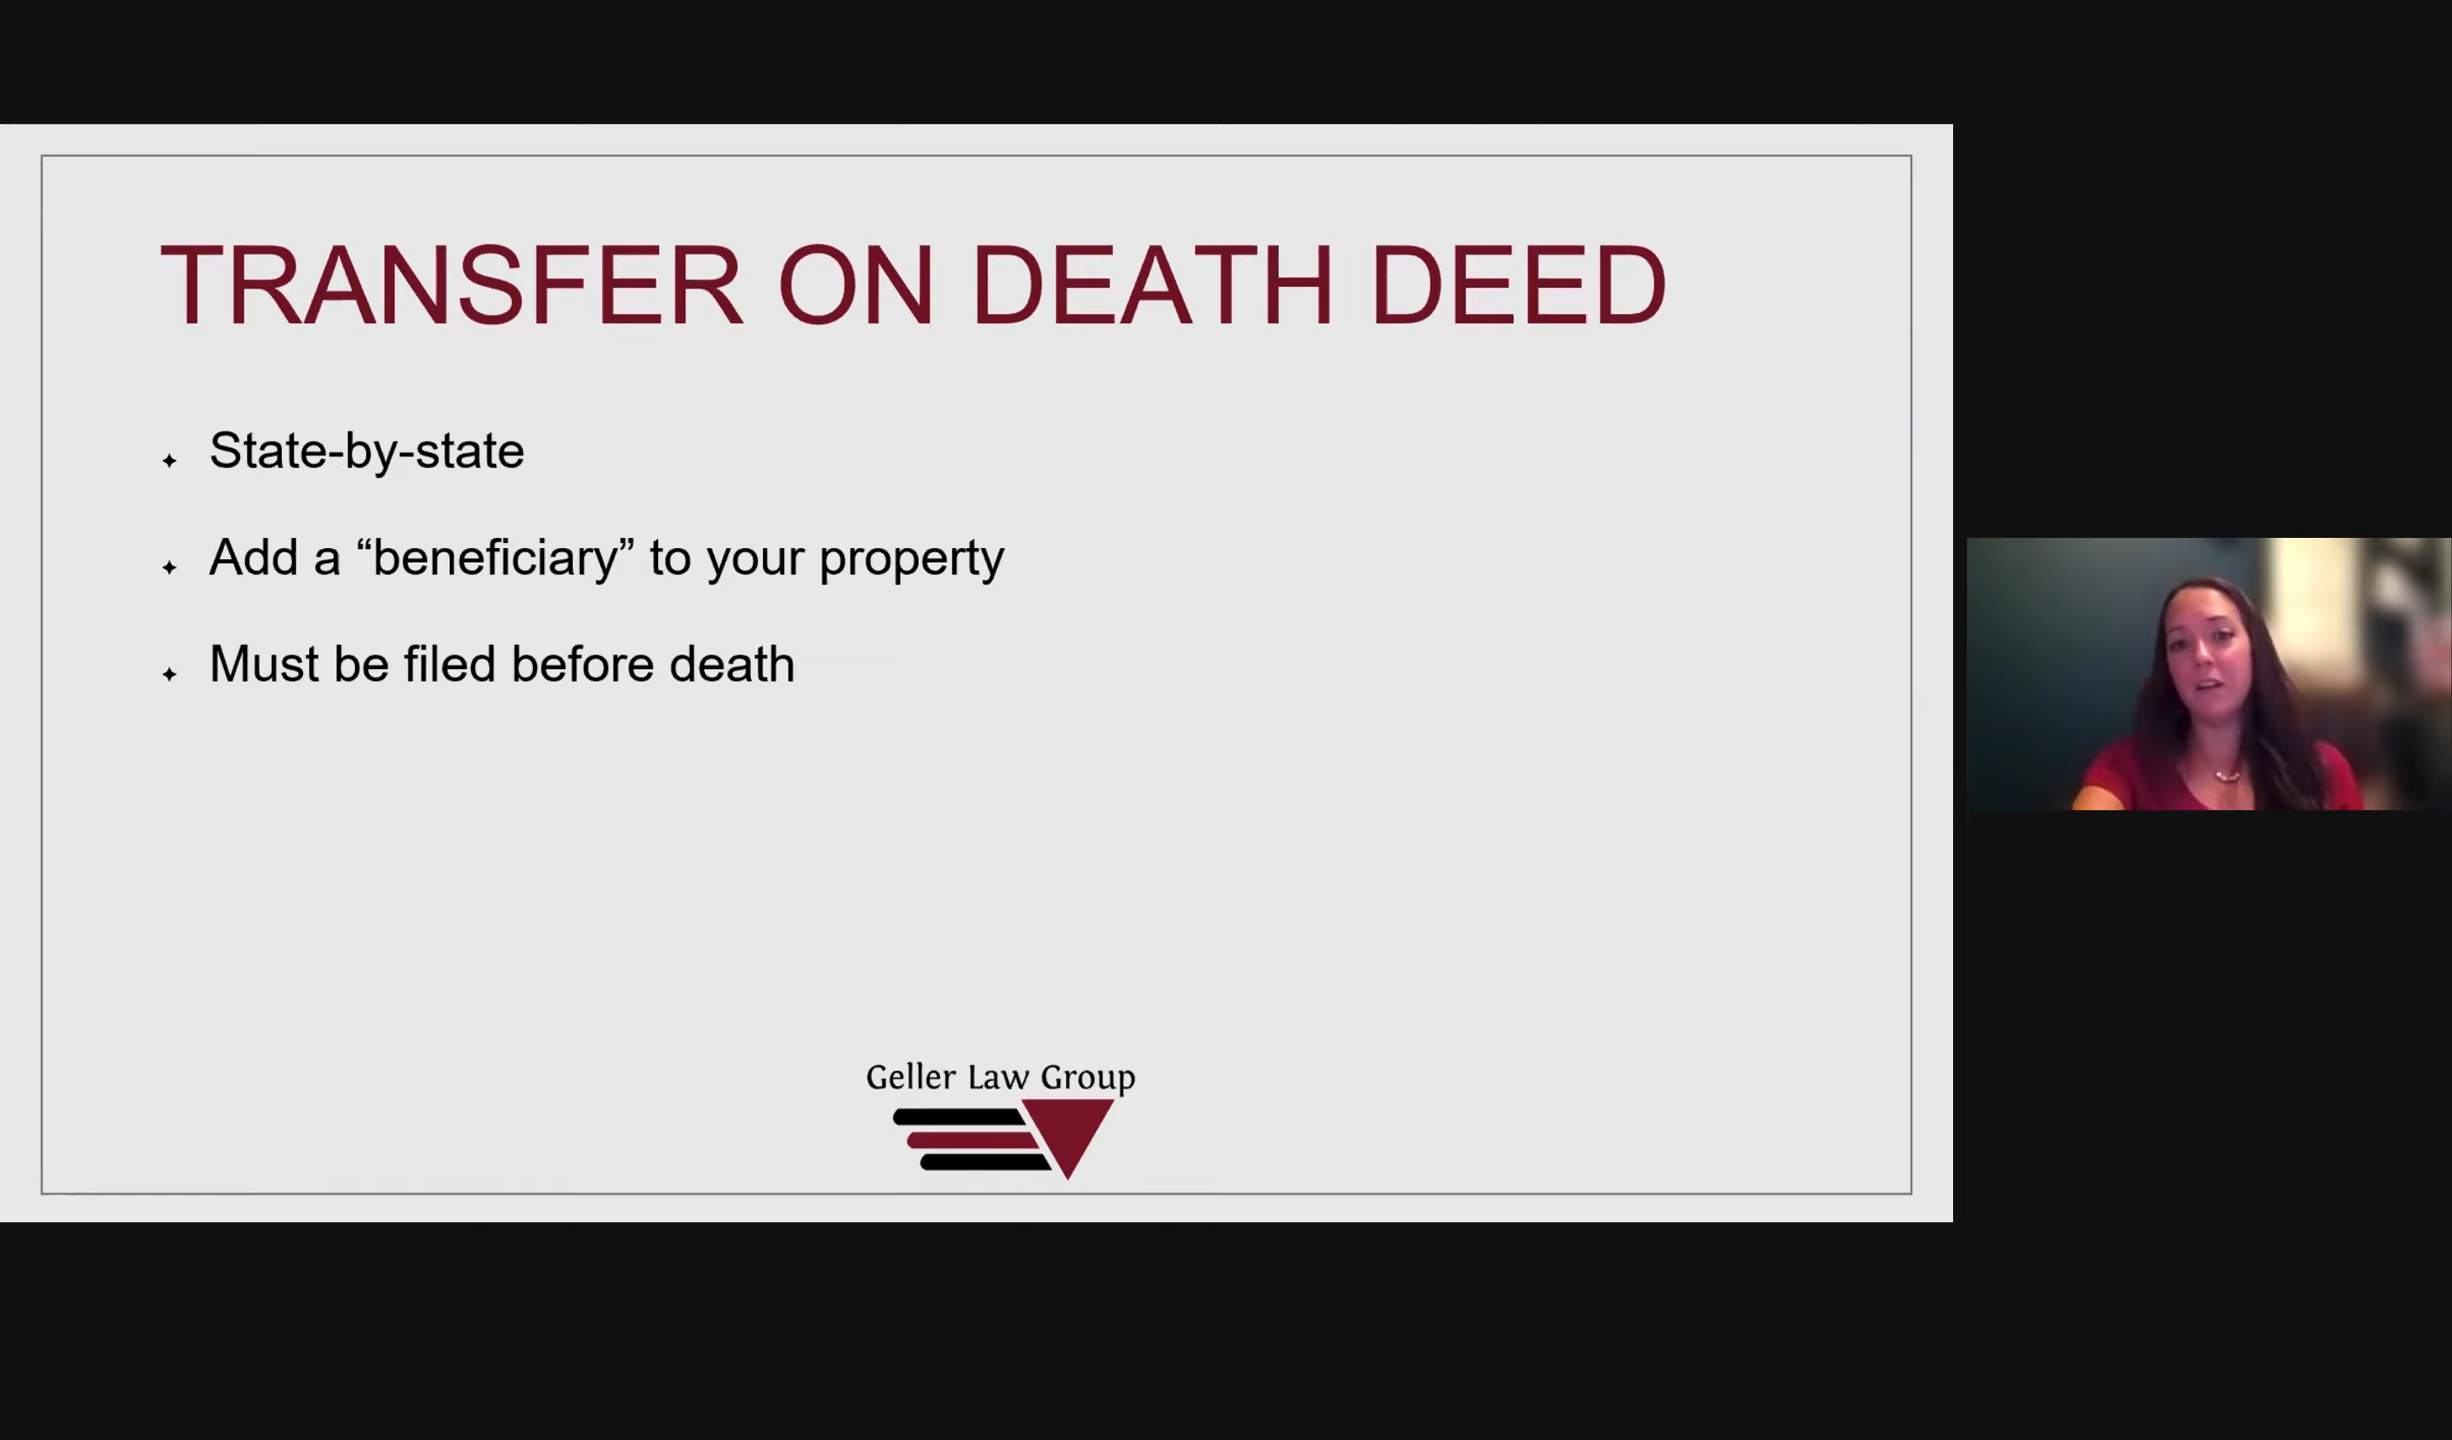 TRANSFER ON DEATH DEED
State-by-state
Add a “beneficiary” to your property
Must be filed before death
Geller Law Group